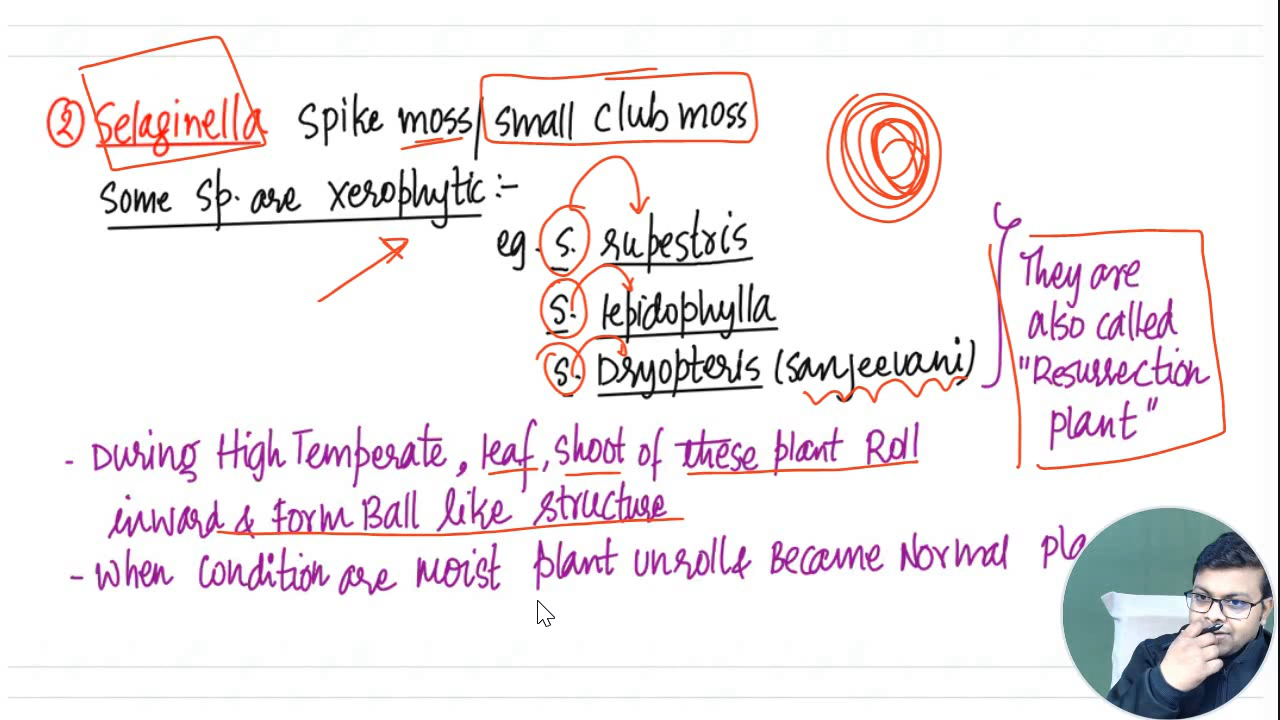 ② Selaginella Spike moss/small club moss
Some sp. are xerophytic :-
eg. S. rupestris
S. lepidophylla
S. Dryopteris (Sanjeevani)
They are
also called
"Resurrection
plant"
- During High Temperate, leaf, shoot of these plant Roll
inward & form Ball like structure
- When condition are moist plant unroll & Became Normal